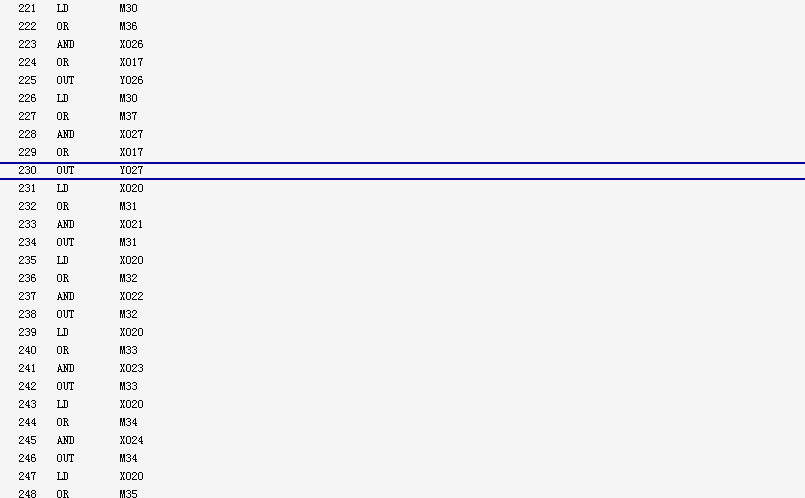 221 LD M30
222 OR M36
223 AND X026
224 OR X017
225 OUT Y026
226 LD M30
227 OR M37
228 AND X027
229 OR X017
230 OUT Y027
231 LD X020
232 OR M31
233 AND X021
234 OUT M31
235 LD X020
236 OR M32
237 AND X022
238 OUT M32
239 LD X020
240 OR M33
241 AND X023
242 OUT M33
243 LD X020
244 OR M34
245 AND X024
246 OUT M34
247 LD X020
248 OR M35